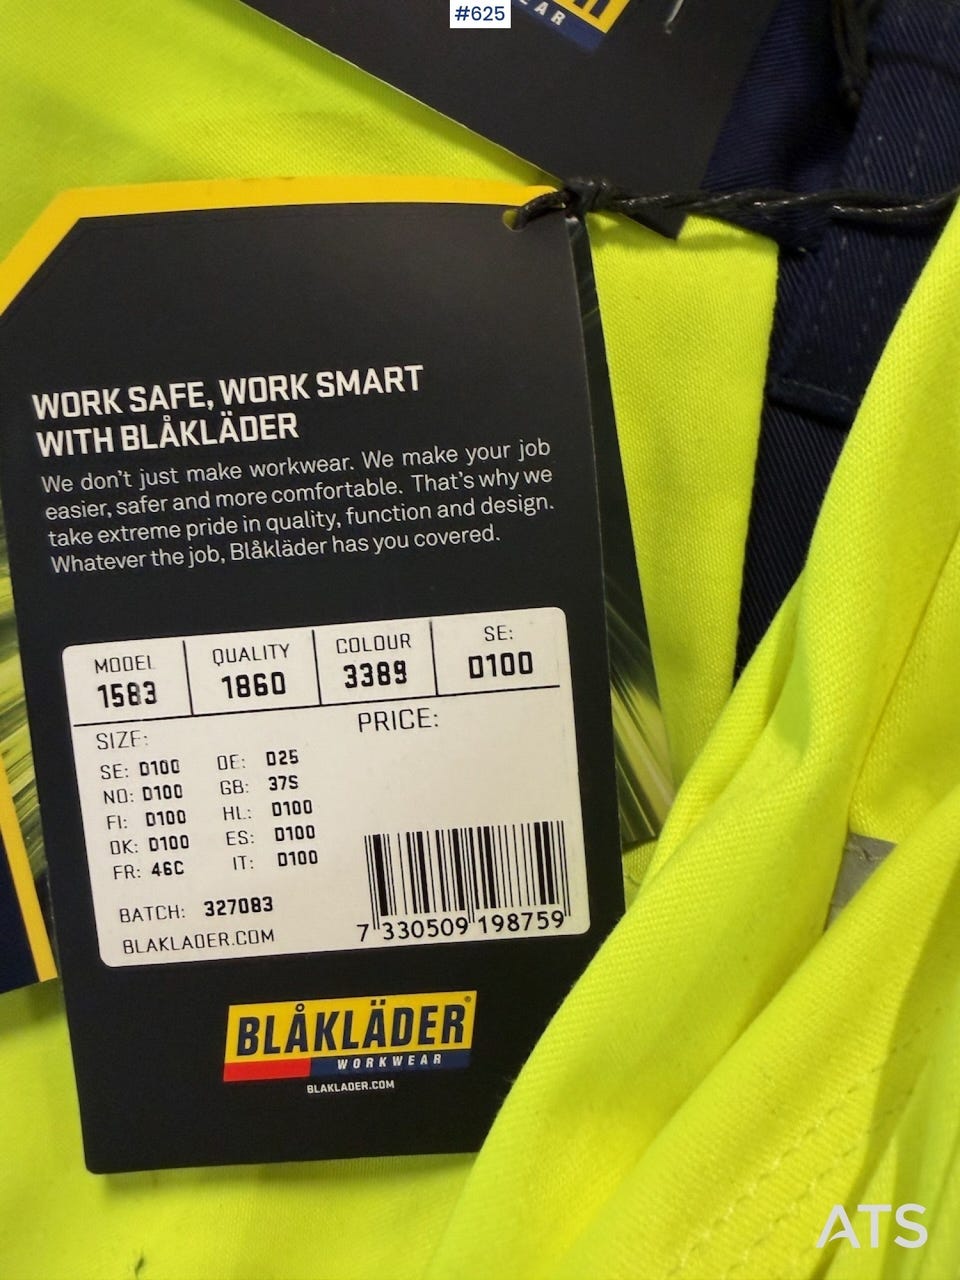 #625
EAR
WORK SAFE, WORK SMART
WITH BLÅKLÄDER
We don't just make workwear. We make your job
easier, safer and more comfortable. That's why we
take extreme pride in quality, function and design.
Whatever the job, Blåkläder has you covered.
MODEL QUALITY COLOUR SE:
1583 1860 3389 D100
SIZE: PRICE:
SE: D100 DE: D25
NO: D100 GB: 37S
FI: D100 HL: D100
DK: D100 ES: D100
FR: 46C IT: D100
BATCH: 327083
BLAKLADER.COM
7 330509 198759
BLÅKLÄDER®
WORKWEAR
BLAKLADER.COM
ATS